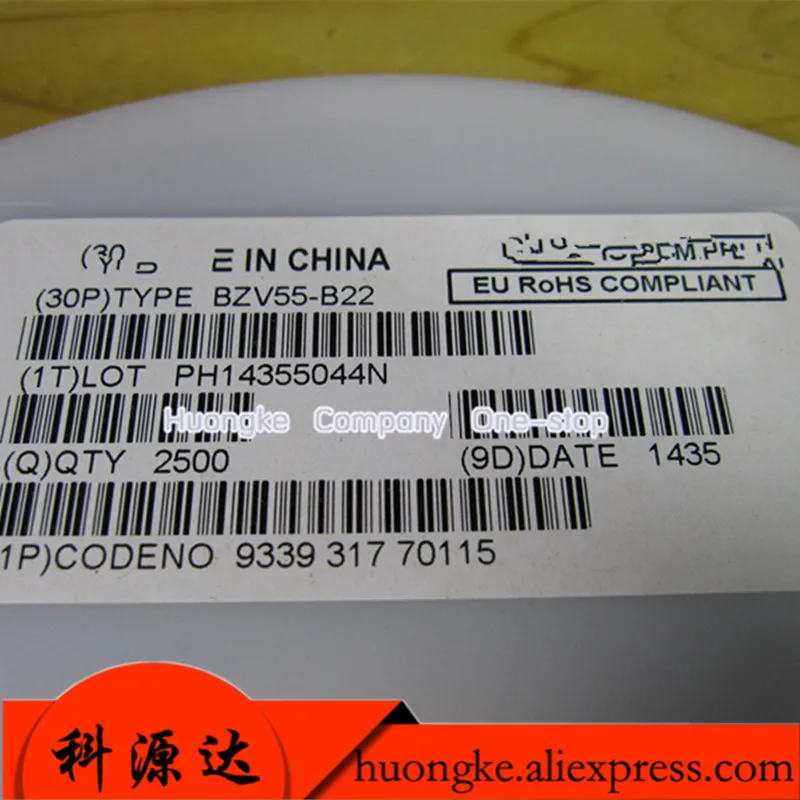 E IN CHINA
EU RoHS COMPLIANT
(30P)TYPE BZV55-B22
(1T)LOT PH14355044N
Huongke Company One-stop
(Q)QTY 2500
(9D)DATE 1435
1P)CODENO 9339 317 70115
科源达
huongke.aliexpress.com